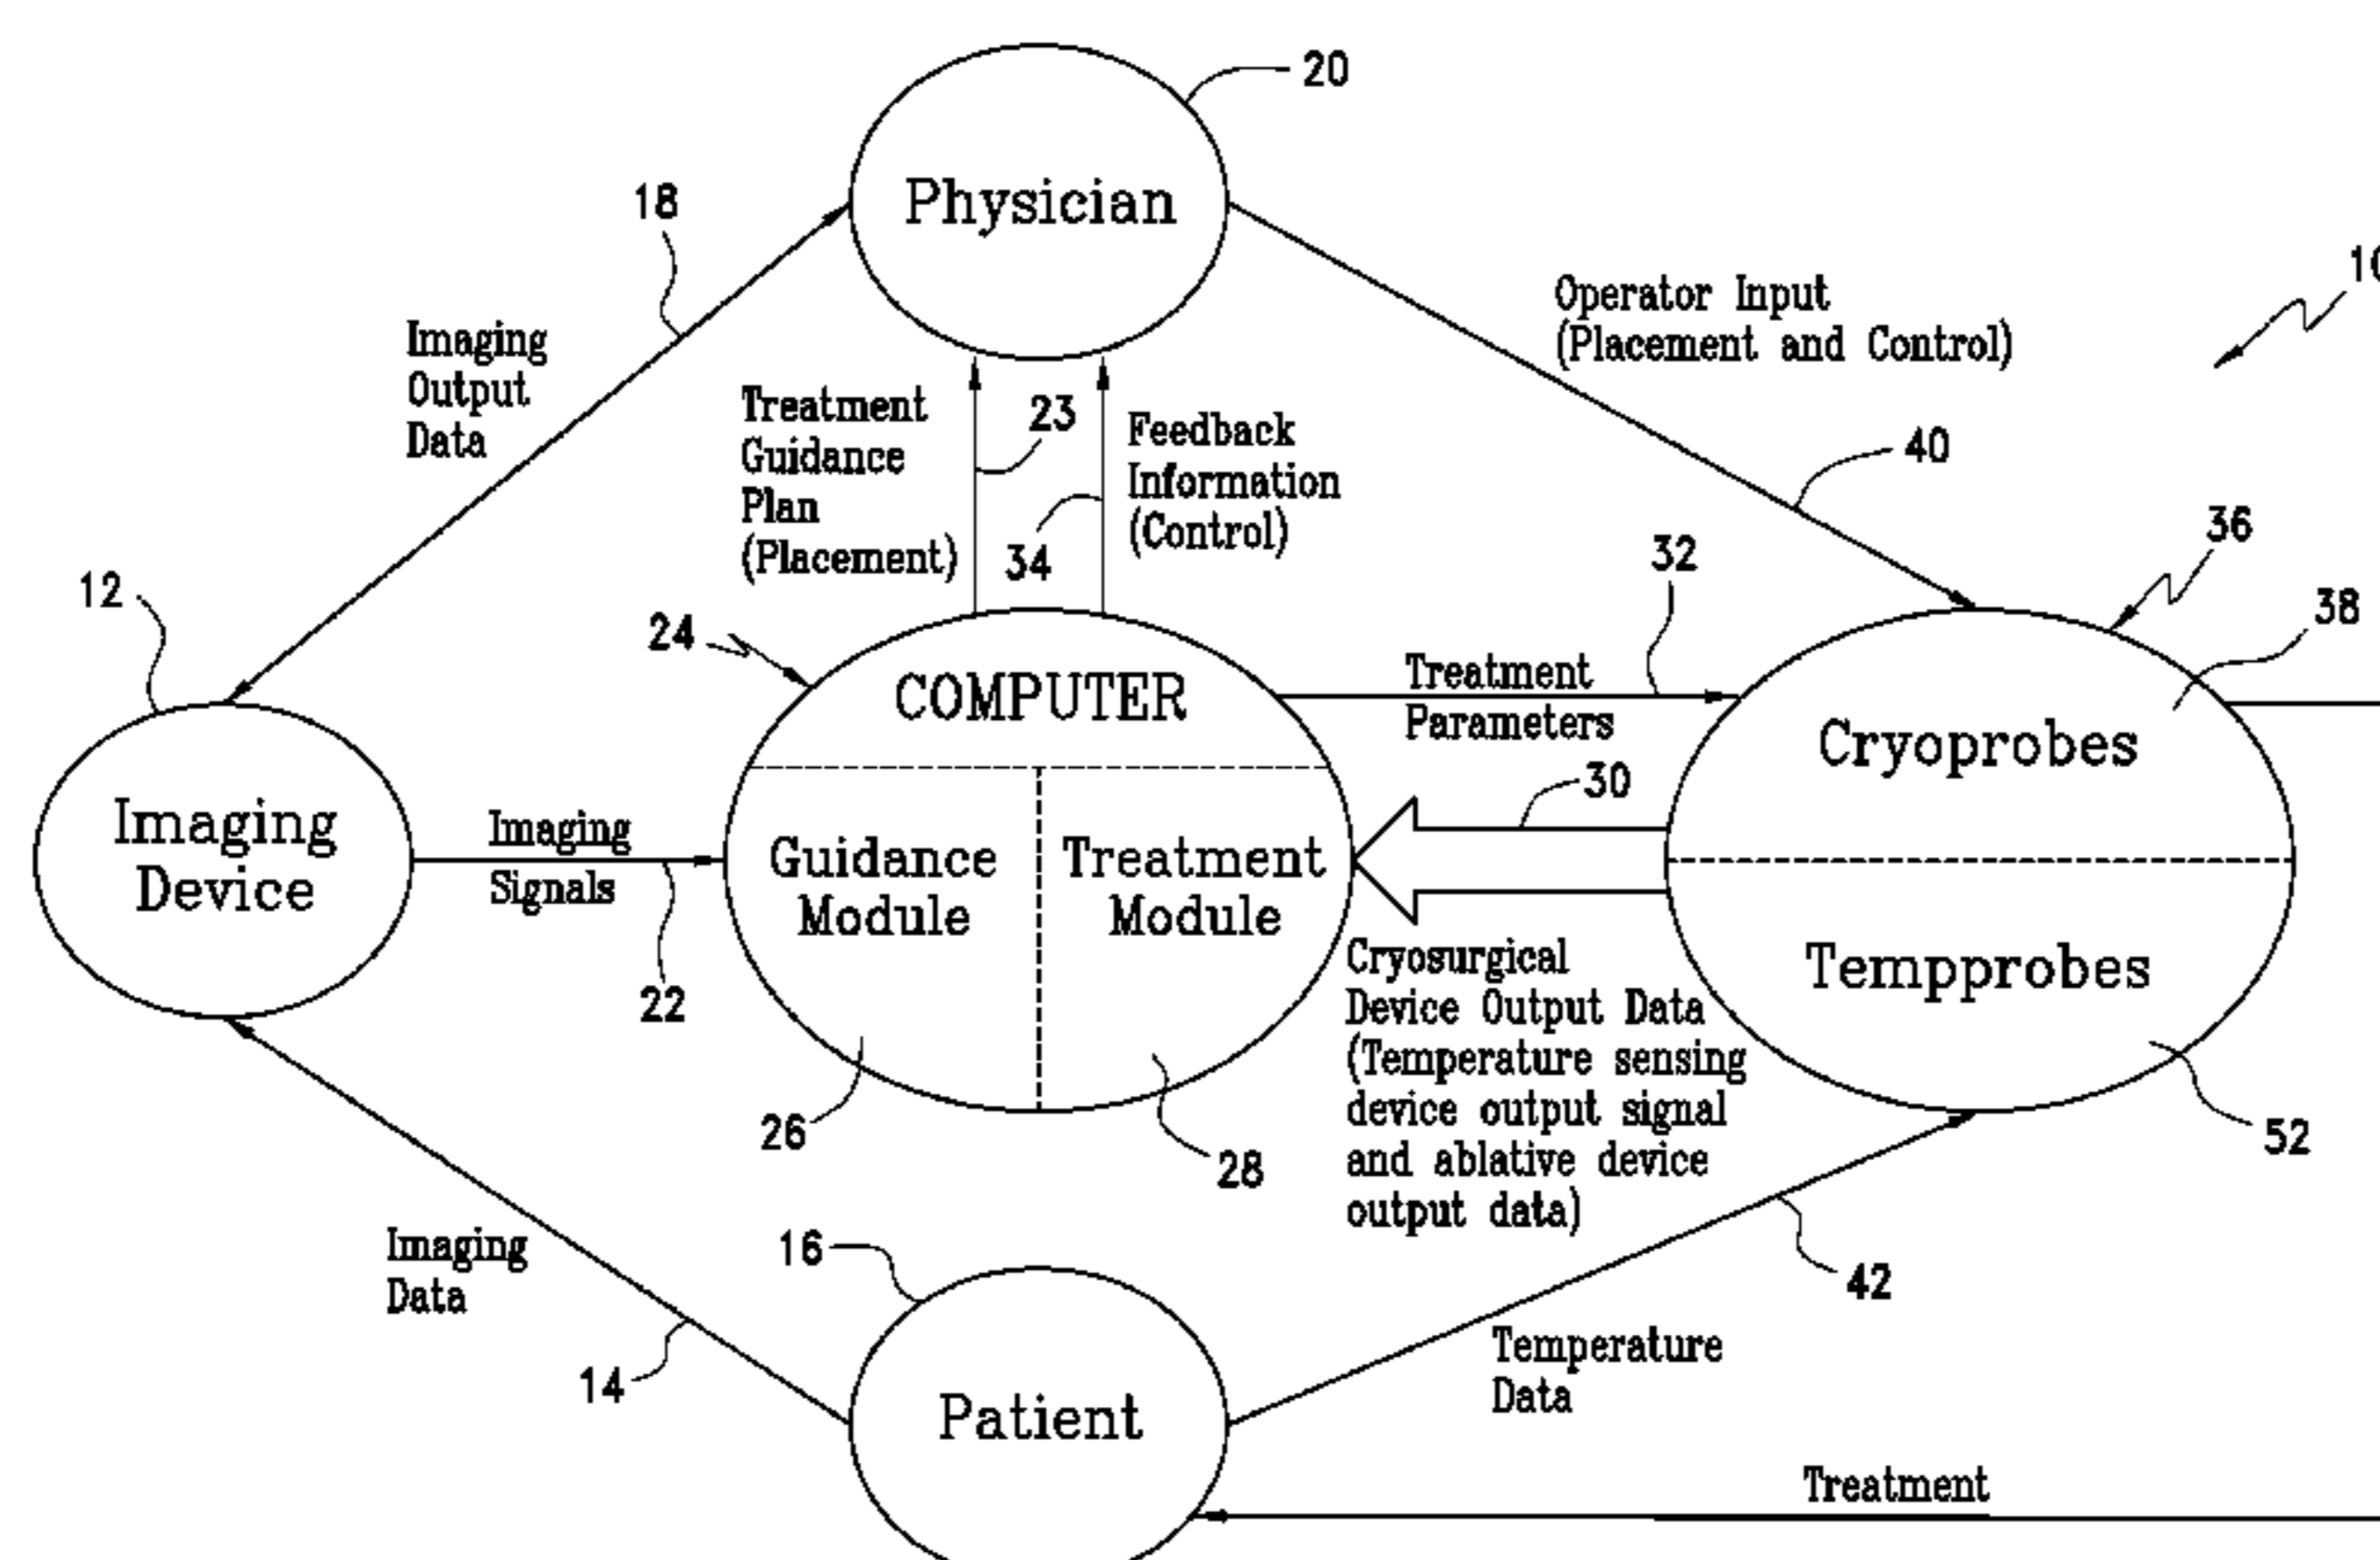 20
Physician
18
Imaging
Output
Data
Operator Input
(Placement and Control)
Treatment
Guidance
Plan
(Placement)
23
34
Feedback
Information
(Control)
40
36
38
32
12
24
COMPUTER
Treatment
Parameters
30
Cryoprobes
Imaging
Device
Imaging
Signals
22
Guidance
Module
Treatment
Module
Tempprobes
Cryosurgical
Device Output Data
(Temperature sensing
device output signal
and ablative device
output data)
26
28
52
16
42
Imaging
Data
14
Patient
Temperature
Data
Treatment